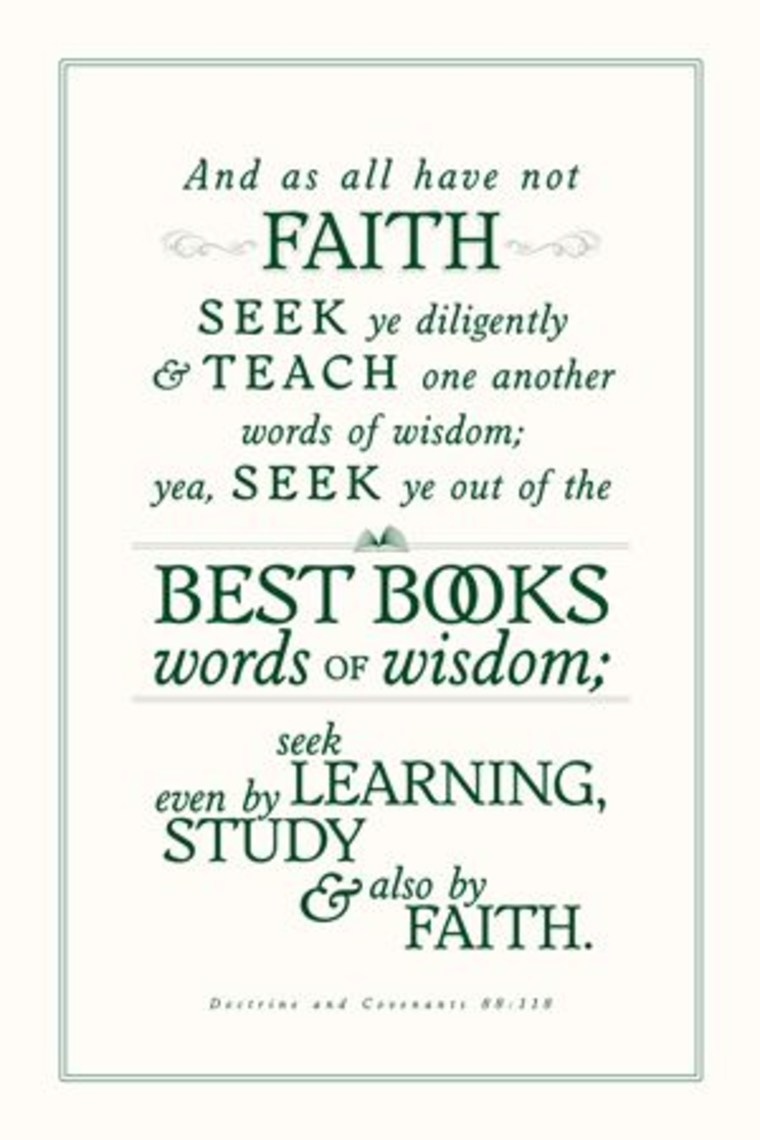 And as all have not
FAITH
SEEK ye diligently
& TEACH one another
words of wisdom;
yea, SEEK ye out of the
BEST BOOKS
words OF wisdom;
seek
LEARNING,
even by
STUDY
& also by
FAITH.
Doctrine and Covenants 88:118